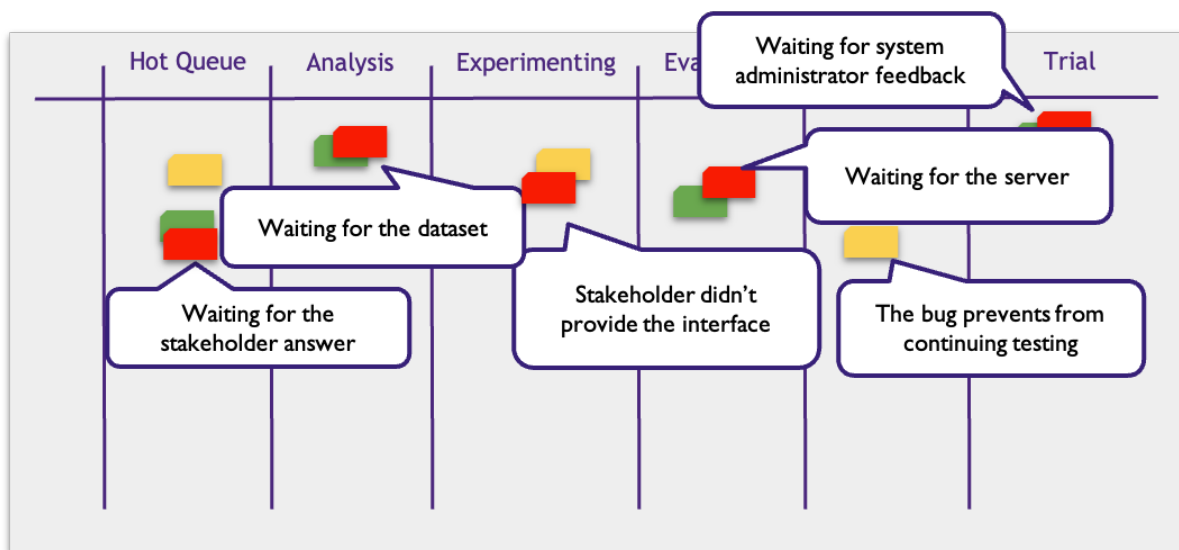 Hot Queue
Analysis
Experimenting
Eva
Trial
Waiting for system
administrator feedback
Waiting for the server
Waiting for the dataset
Stakeholder didn't
provide the interface
Waiting for the
stakeholder answer
The bug prevents from
continuing testing